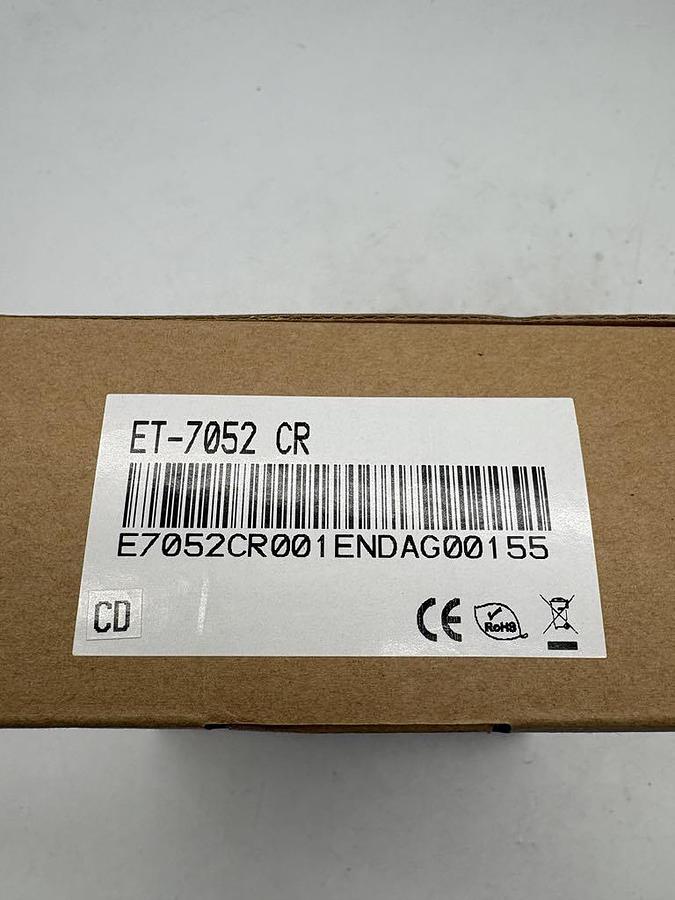 ET-7052 CR
E7052CR001ENDAG00155
CD
CE
RoHS